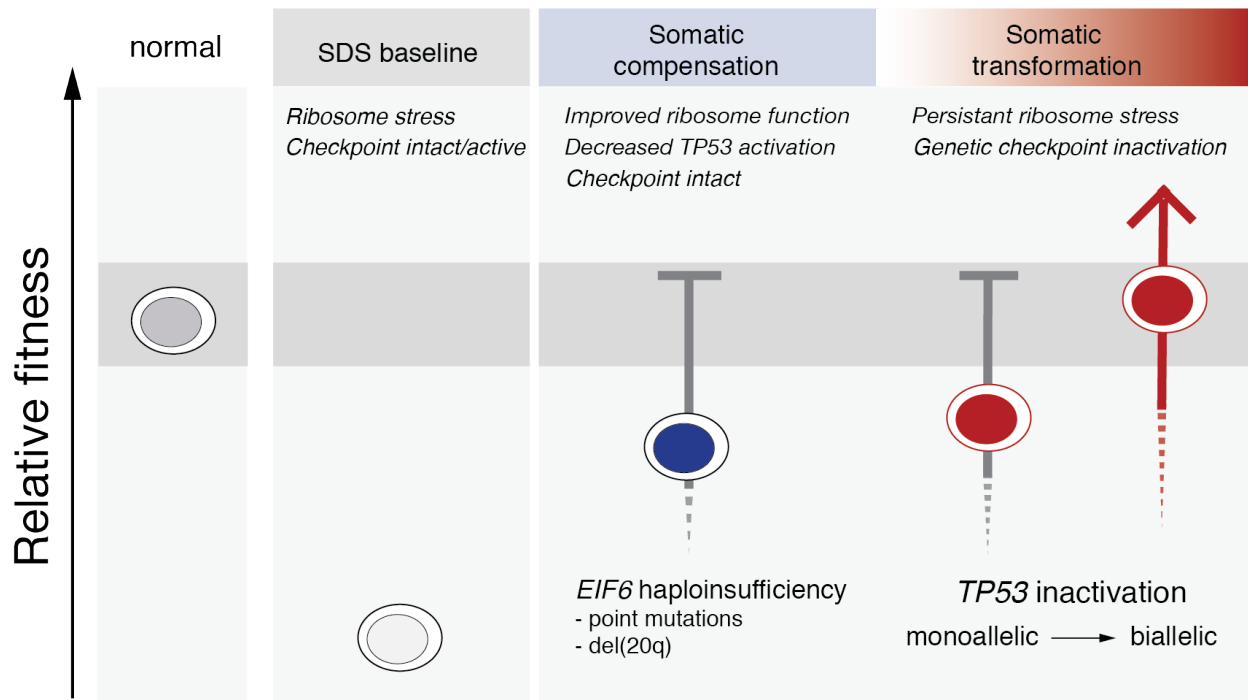 normal
SDS baseline
Somatic
compensation
Somatic
transformation
Relative fitness
Ribosome stress
Checkpoint intact/active
Improved ribosome function
Decreased TP53 activation
Checkpoint intact
Persistant ribosome stress
Genetic checkpoint inactivation
EIF6 haploinsufficiency
- point mutations
- del(20q)
TP53 inactivation
monoallelic biallelic